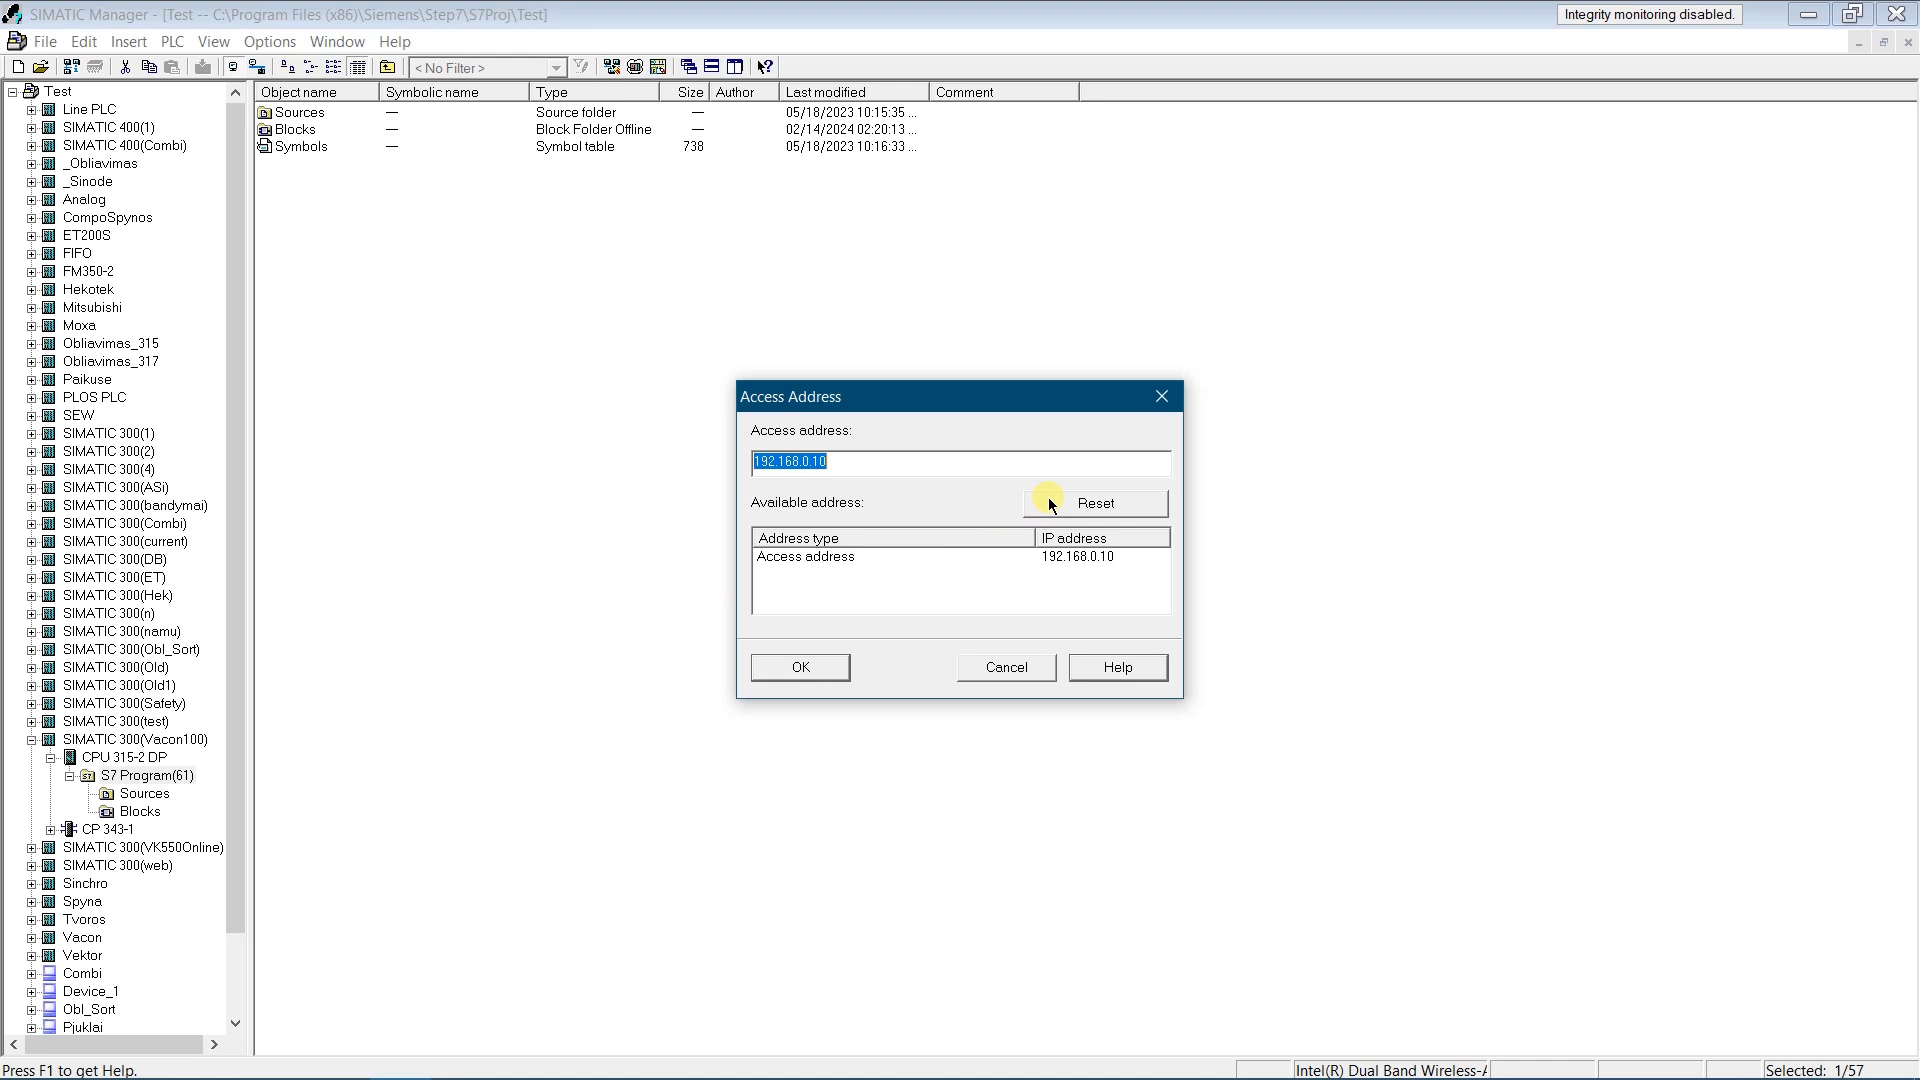 SIMATIC Manager - [Test -- C:\Program Files (x86)\Siemens\Step7\S7Proj\Test]
Integrity monitoring disabled.
File Edit Insert PLC View Options Window Help
< No Filter >
Test
Line PLC
SIMATIC 400(1)
SIMATIC 400(Combi)
_Obliavimas
_Sinode
Analog
CompoSpynos
ET200S
FIFO
FM350-2
Hekotek
Mitsubishi
Moxa
Obliavimas_315
Obliavimas_317
Paikuse
PLOS PLC
SEW
SIMATIC 300(1)
SIMATIC 300(2)
SIMATIC 300(4)
SIMATIC 300(ASi)
SIMATIC 300(bandymai)
SIMATIC 300(Combi)
SIMATIC 300(current)
SIMATIC 300(DB)
SIMATIC 300(ET)
SIMATIC 300(Hek)
SIMATIC 300(n)
SIMATIC 300(namu)
SIMATIC 300(Obl_Sort)
SIMATIC 300(Old)
SIMATIC 300(Old1)
SIMATIC 300(Safety)
SIMATIC 300(test)
SIMATIC 300(Vacon100)
CPU 315-2 DP
S7 Program(61)
Sources
Blocks
CP 343-1
SIMATIC 300(VK550Online)
SIMATIC 300(web)
Sinchro
Spyna
Tvoros
Vacon
Vektor
Combi
Device_1
Obl_Sort
Pjuklai
Object name Symbolic name Type Size Author Last modified Comment
Sources — Source folder — 05/18/2023 10:15:35 ...
Blocks — Block Folder Offline — 02/14/2024 02:20:13 ...
Symbols — Symbol table 738 05/18/2023 10:16:33 ...
Access Address
Access address:
192.168.0.10
Available address: Reset
Address type IP address
Access address 192.168.0.10
OK Cancel Help
Press F1 to get Help. Intel(R) Dual Band Wireless-A Selected: 1/57